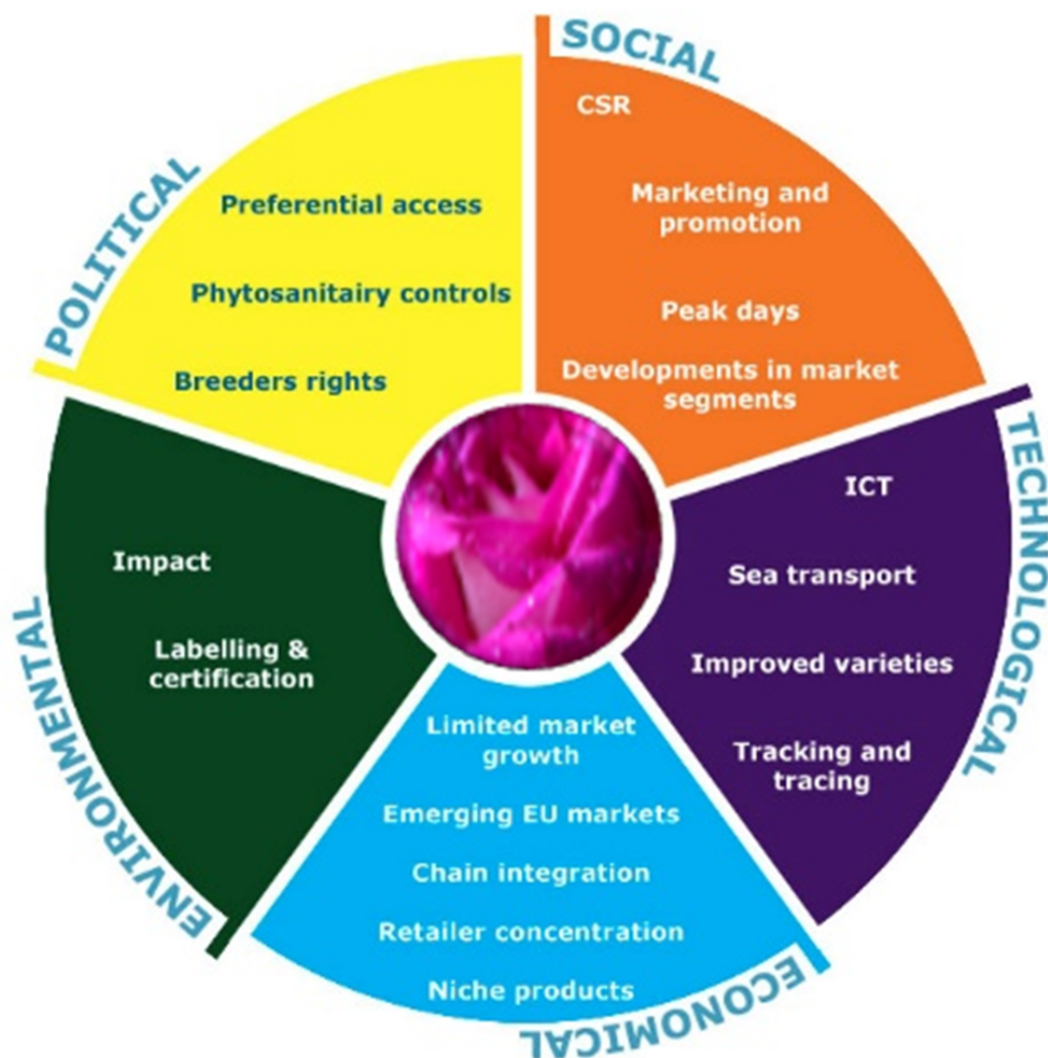 SOCIAL
CSR
Marketing and
promotion
Peak days
Developments in market
segments
TECHNOLOGICAL
ICT
Sea transport
Improved varieties
Tracking and
tracing
ECONOMICAL
Limited market
growth
Emerging EU markets
Chain integration
Retailer concentration
Niche products
ENVIRONMENTAL
Impact
Labelling &
certification
POLITICAL
Preferential access
Phytosanitairy controls
Breeders rights